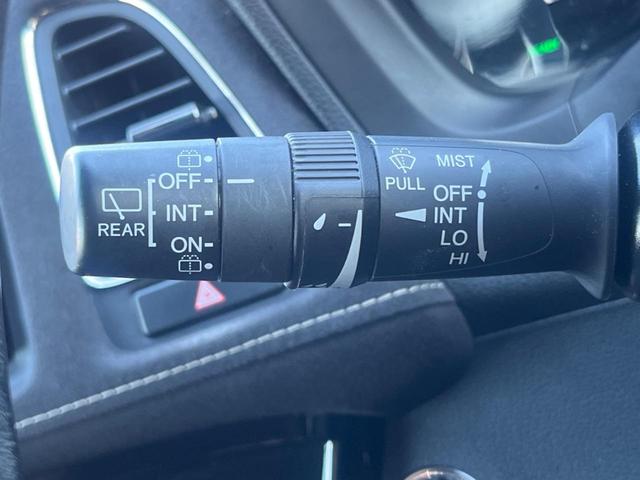 OFF
INT
ON
REAR
PULL
MIST
OFF
INT
LO
HI